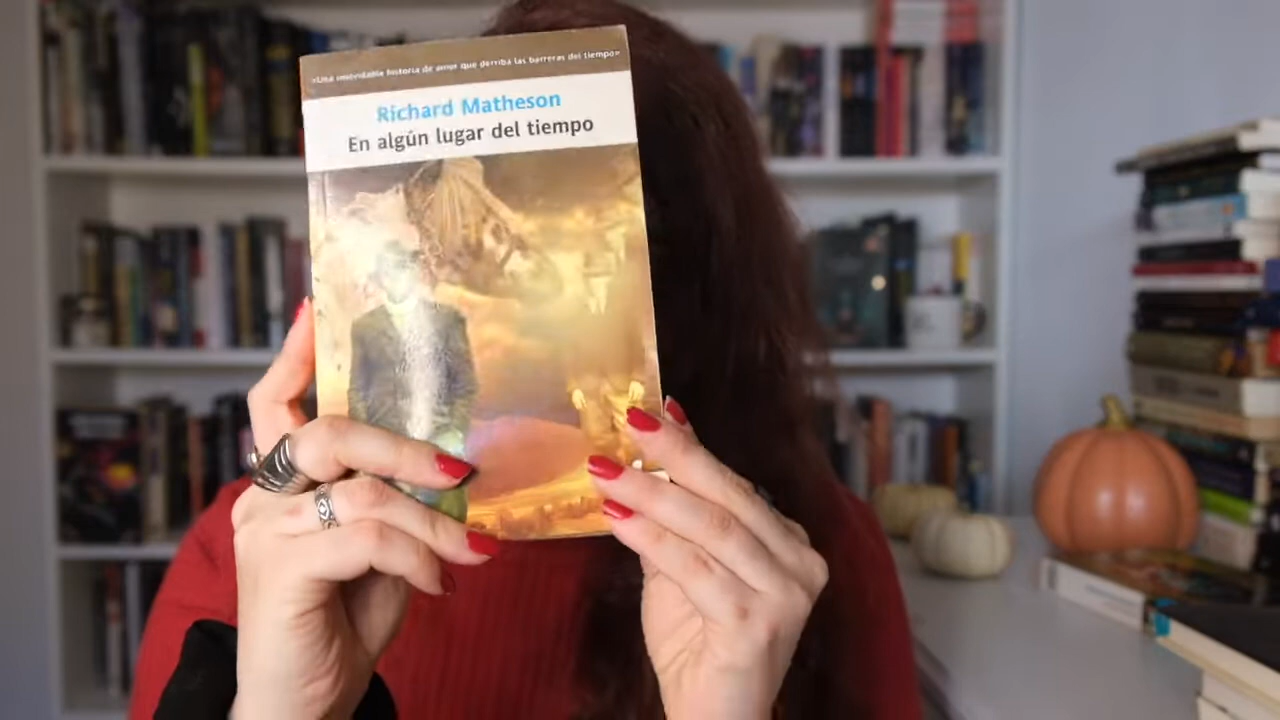 «Una inolvidable historia de amor que derriba las barreras del tiempo»
Richard Matheson
En algún lugar del tiempo